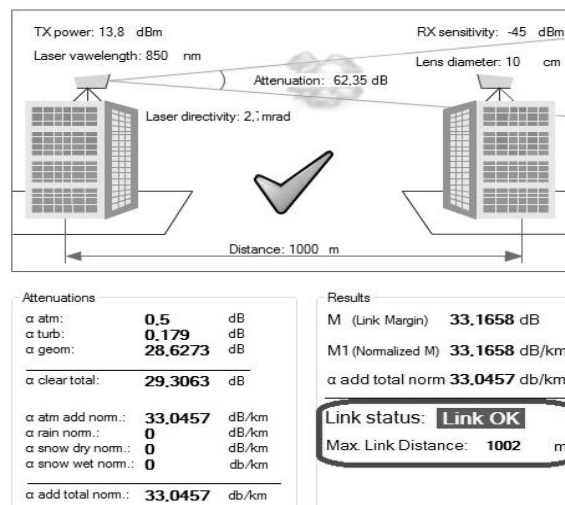 TX power: 13,8 dBm
RX sensitivity: -45 dBm
Laser vawelength: 850 nm
Lens diameter: 10 cm
Attenuation: 62,35 dB
Laser directivity: mrad
Distance: 1000 m
Attenuations
α atm: 0.5 dB
α turb: 0.179 dB
α geom: 28.6273 dB
α clear total: 29.3063 dB
α atm add norm.: 33.0457 dB/km
α rain norm.: 0 dB/km
α snow dry norm.: 0 dB/km
α snow wet norm.: 0 db/km
α add total norm.: 33.0457 db/km
Results
M (Link Margin) 33.1658 dB
M1 (Normalized M) 33.1658 dB/km
α add total norm 33.0457 db/km
Link status: Link OK
Max. Link Distance: 1002 m